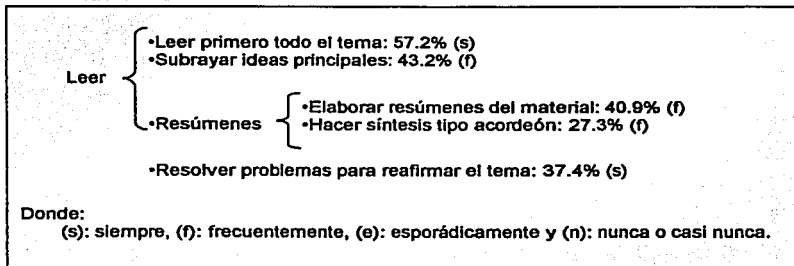 •Leer primero todo el tema: 57.2% (s)
•Subrayar ideas principales: 43.2% (f)
Leer
•Elaborar resúmenes del material: 40.9% (f)
•Resúmenes
•Hacer síntesis tipo acordeón: 27.3% (f)
•Resolver problemas para reafirmar el tema: 37.4% (s)
Donde:
(s): siempre, (f): frecuentemente, (e): esporádicamente y (n): nunca o casi nunca.